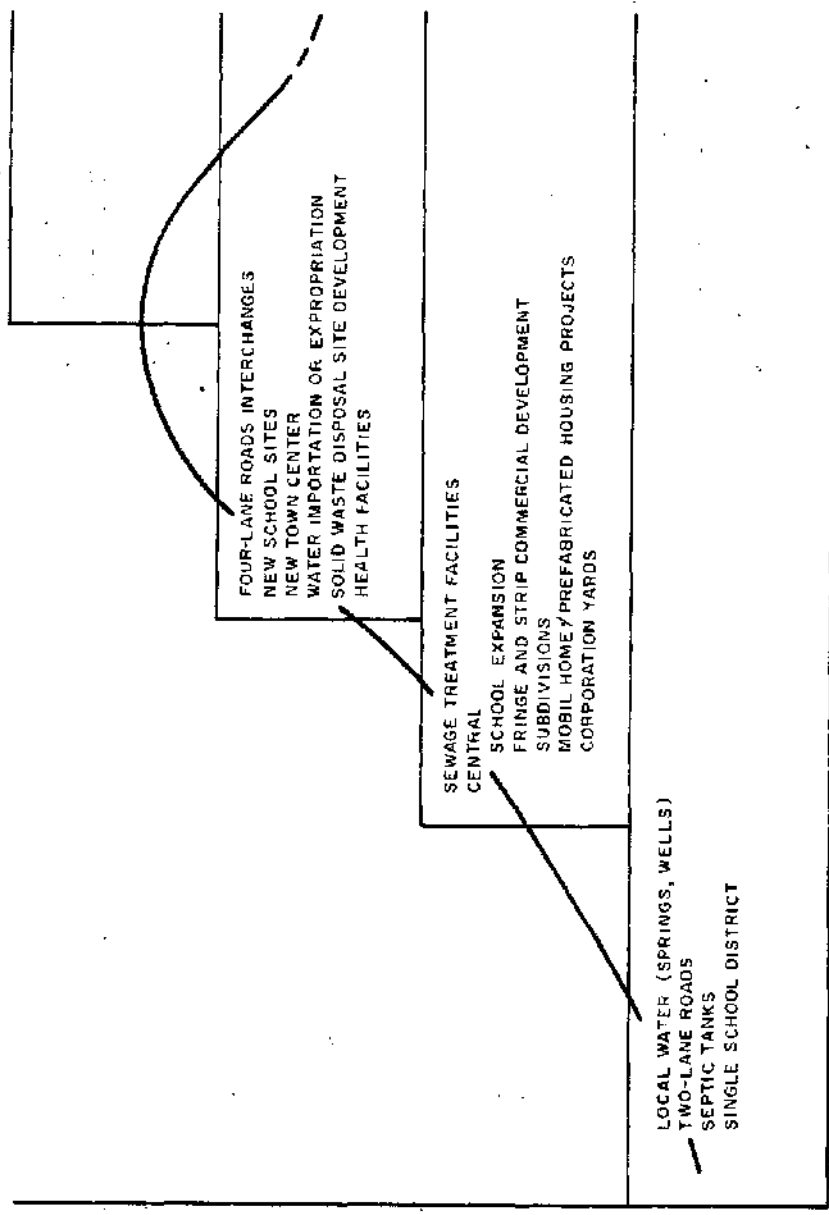 FOUR-LANE ROADS INTERCHANGES
NEW SCHOOL SITES
NEW TOWN CENTER
WATER IMPORTATION OR EXPROPRIATION
SOLID WASTE DISPOSAL SITE DEVELOPMENT
HEALTH FACILITIES
SEWAGE TREATMENT FACILITIES
CENTRAL
SCHOOL EXPANSION
FRINGE AND STRIP COMMERCIAL DEVELOPMENT
SUBDIVISIONS
MOBIL HOME/PREFABRICATED HOUSING PROJECTS
CORPORATION YARDS
LOCAL WATER (SPRINGS, WELLS)
TWO-LANE ROADS
SEPTIC TANKS
SINGLE SCHOOL DISTRICT